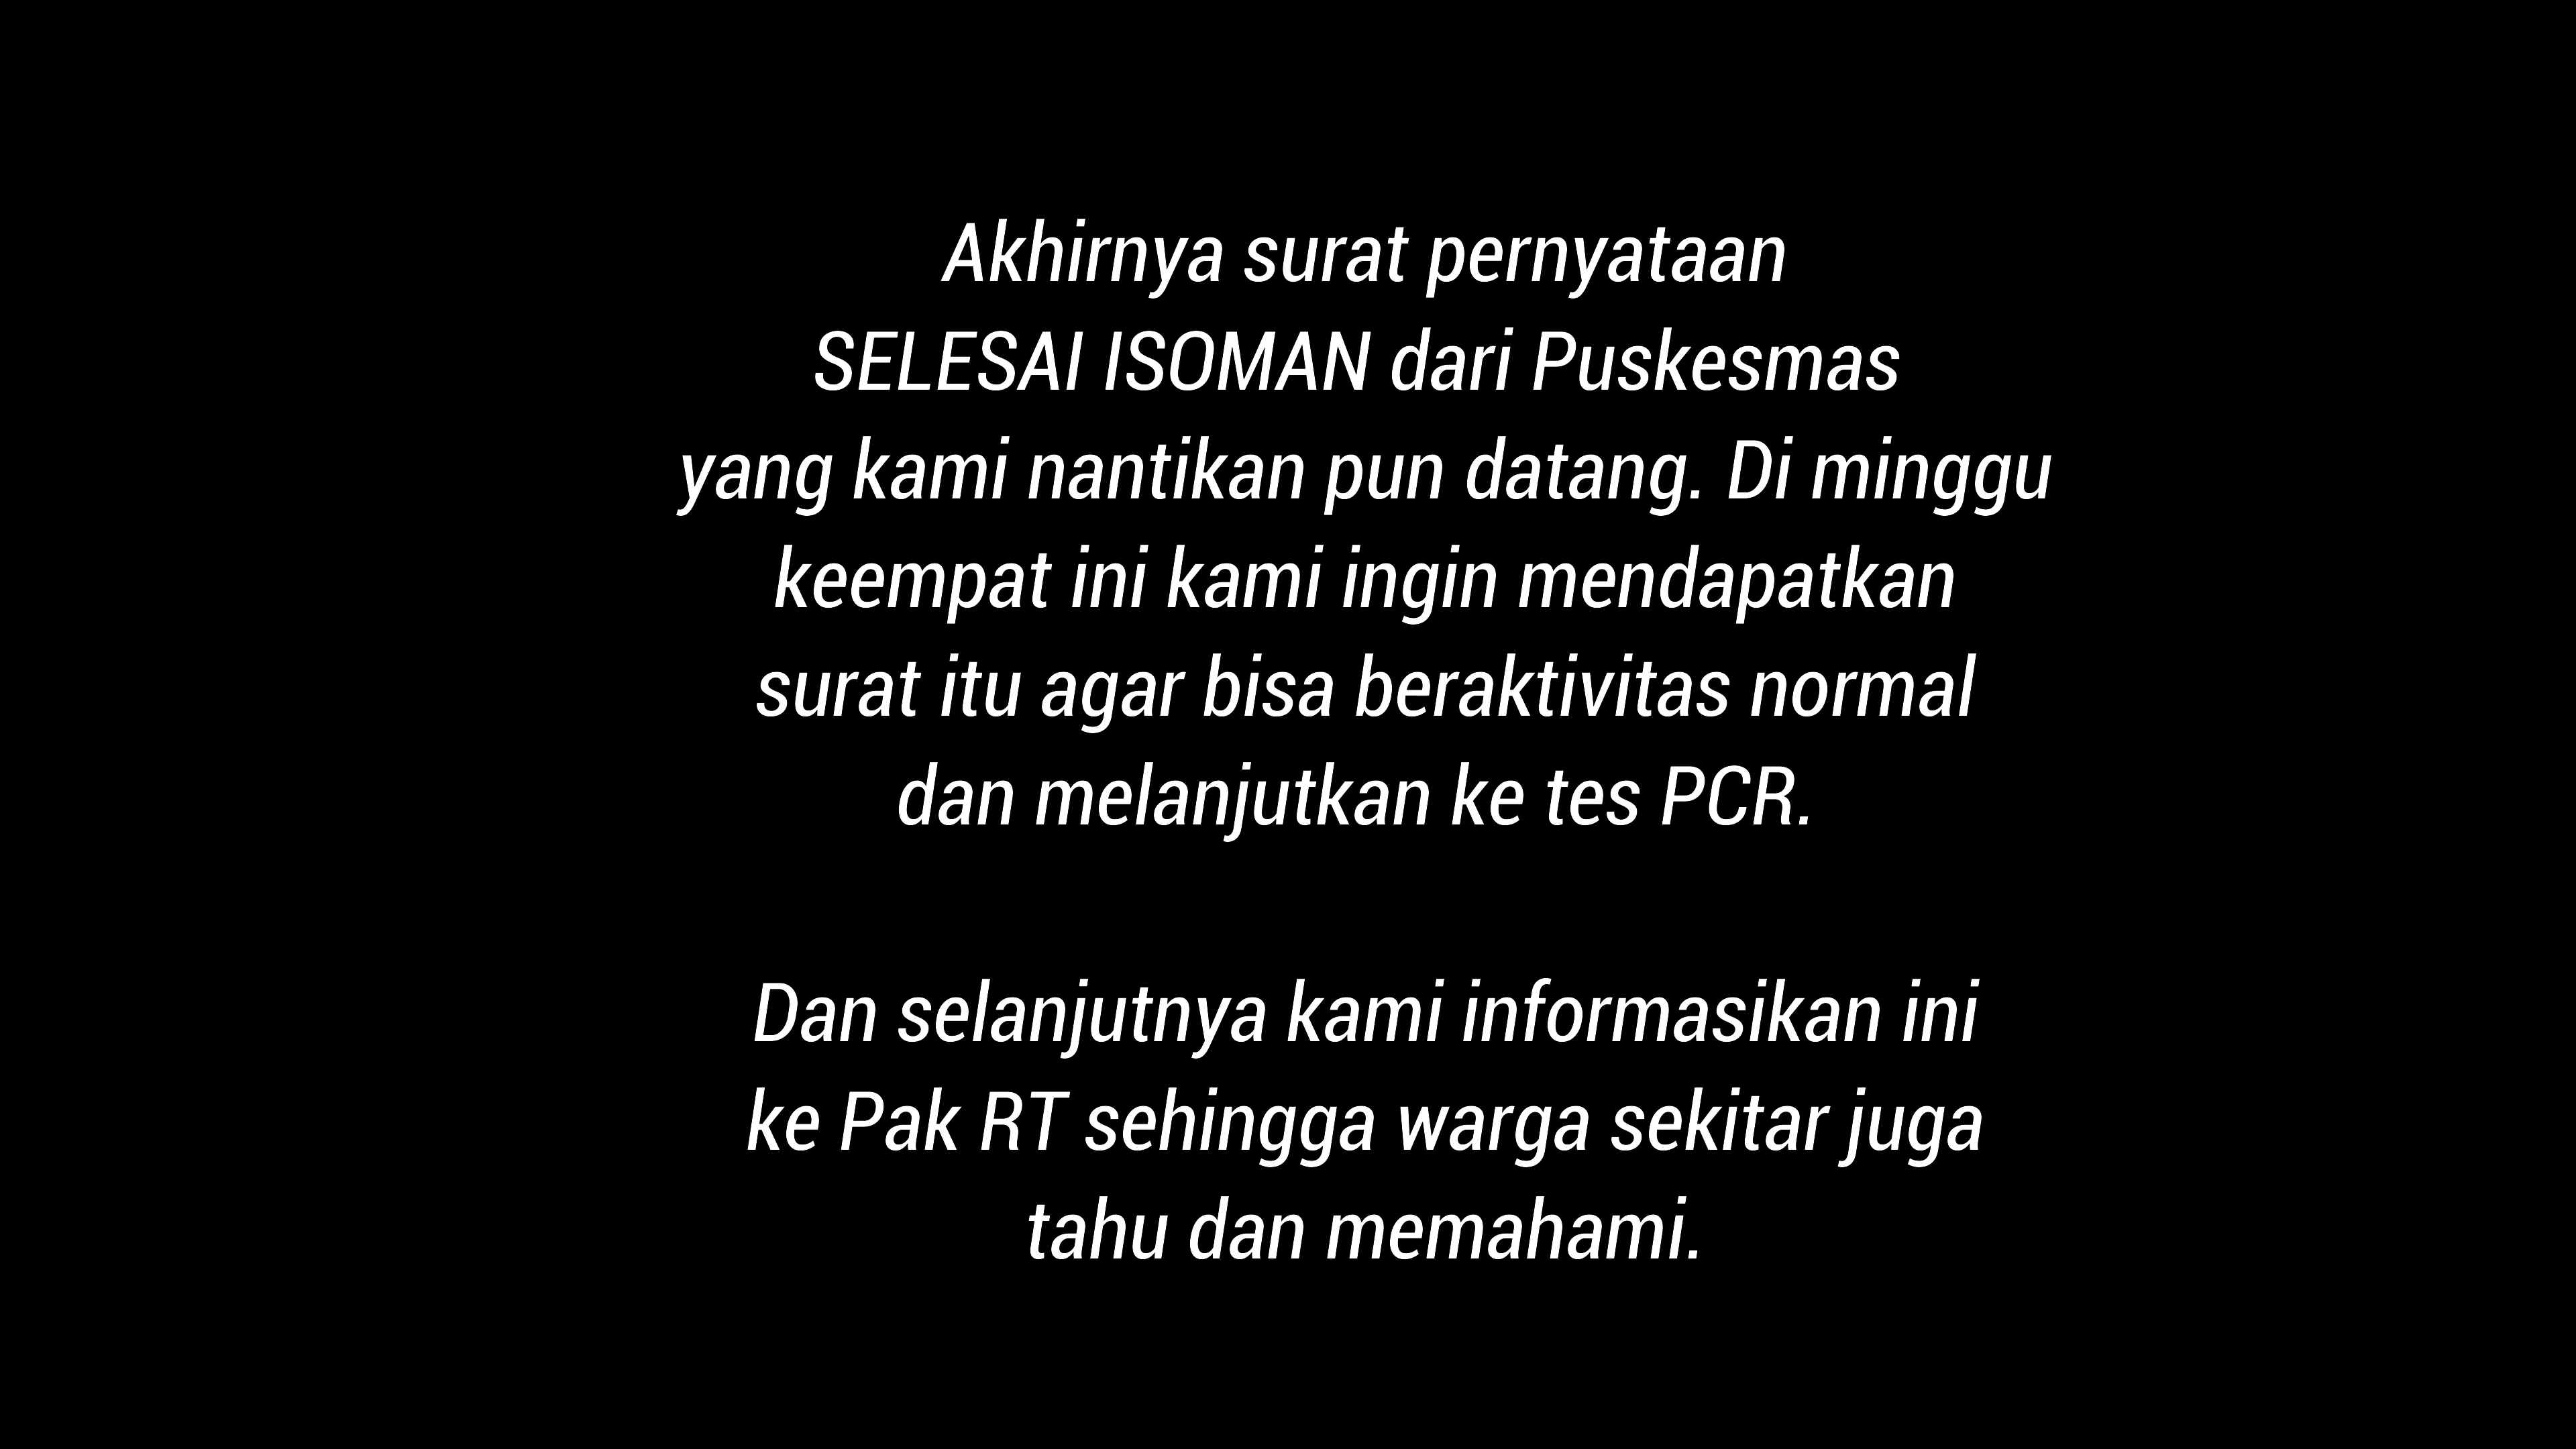 Akhirnya surat pernyataan
SELESAI ISOMAN dari Puskesmas
yang kami nantikan pun datang. Di minggu
keempat ini kami ingin mendapatkan
surat itu agar bisa beraktivitas normal
dan melanjutkan ke tes PCR.
Dan selanjutnya kami informasikan ini
ke Pak RT sehingga warga sekitar juga
tahu dan memahami.